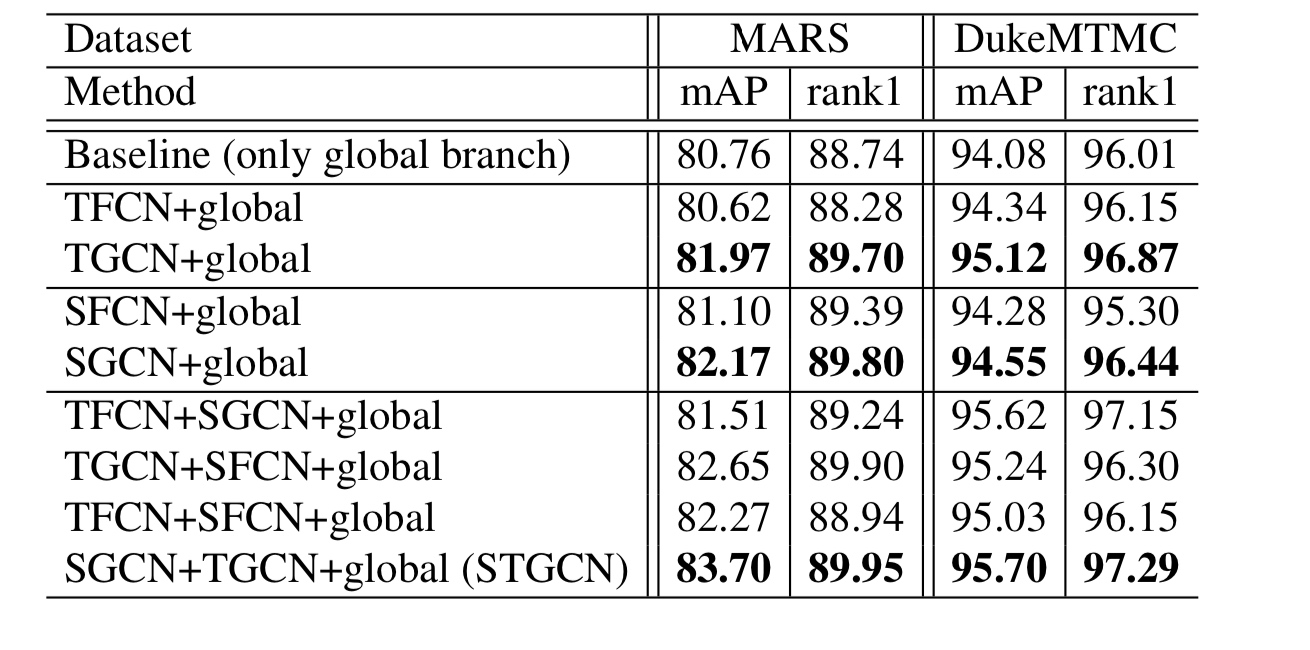 Dataset MARS DukeMTMC
Method mAP rank1 mAP rank1
Baseline (only global branch) 80.76 88.74 94.08 96.01
TFCN+global 80.62 88.28 94.34 96.15
TGCN+global 81.97 89.70 95.12 96.87
SFCN+global 81.10 89.39 94.28 95.30
SGCN+global 82.17 89.80 94.55 96.44
TFCN+SGCN+global 81.51 89.24 95.62 97.15
TGCN+SFCN+global 82.65 89.90 95.24 96.30
TFCN+SFCN+global 82.27 88.94 95.03 96.15
SGCN+TGCN+global (STGCN) 83.70 89.95 95.70 97.29